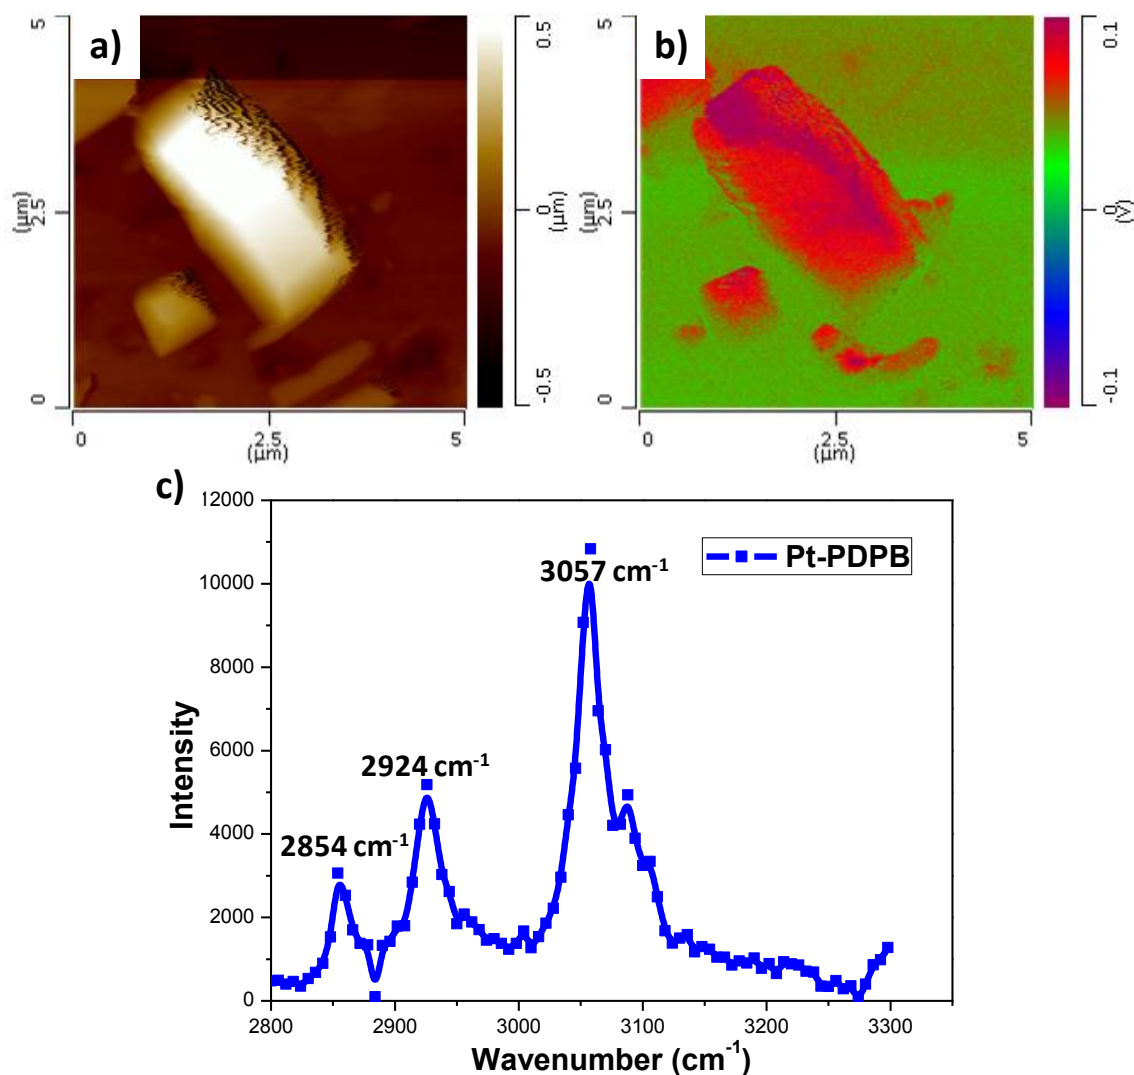 a)
5
2.5
(µm)
0
0
2.5
5
(µm)
0.5
0
(µm)
-0.5
b)
5
2.5
(µm)
0
0
2.5
5
(µm)
0.1
0
(V)
-0.1
c)
12000
10000
8000
6000
4000
2000
0
Intensity
2854 cm⁻¹
2924 cm⁻¹
3057 cm⁻¹
Pt-PDPB
2800
2900
3000
3100
3200
3300
Wavenumber (cm⁻¹)